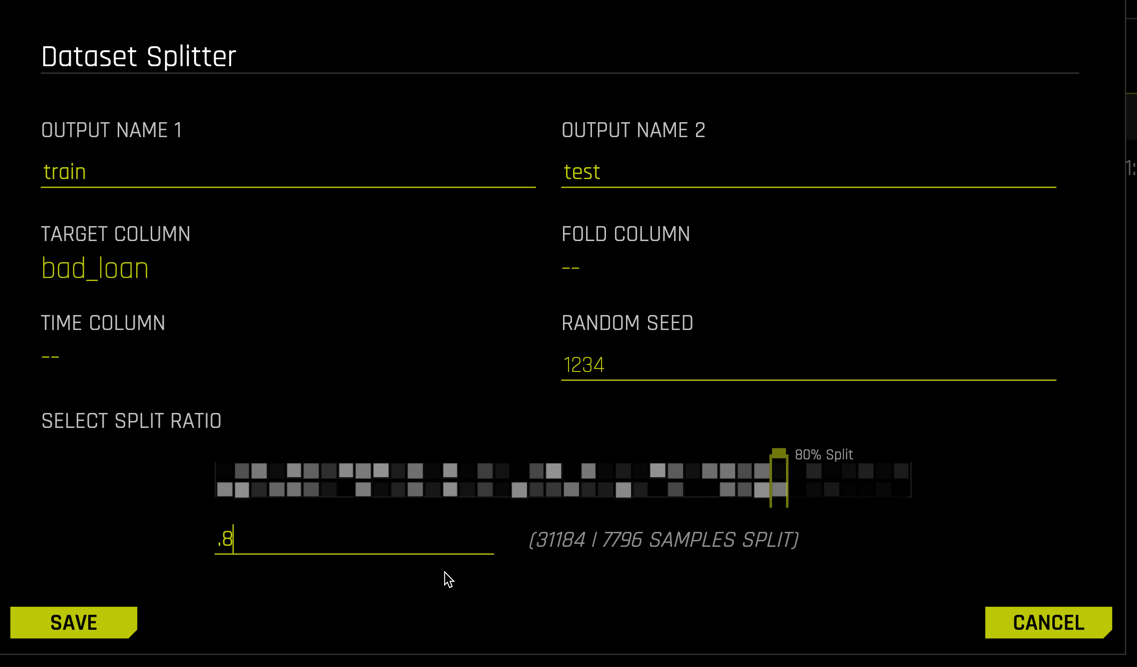 Dataset Splitter
OUTPUT NAME 1
OUTPUT NAME 2
train
test
TARGET COLUMN
FOLD COLUMN
bad_loan
--
TIME COLUMN
RANDOM SEED
--
1234
SELECT SPLIT RATIO
80% Split
.8
(31184 | 7796 SAMPLES SPLIT)
SAVE
CANCEL
1: